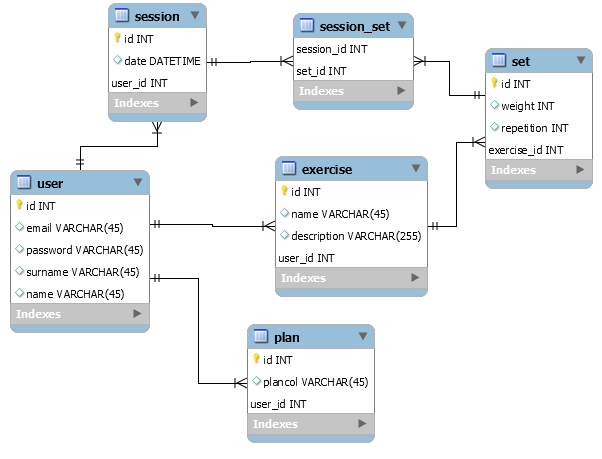 session
id INT
date DATETIME
user_id INT
Indexes
session_set
session_id INT
set_id INT
Indexes
set
id INT
weight INT
repetition INT
exercise_id INT
Indexes
user
id INT
email VARCHAR(45)
password VARCHAR(45)
surname VARCHAR(45)
name VARCHAR(45)
Indexes
exercise
id INT
name VARCHAR(45)
description VARCHAR(255)
user_id INT
Indexes
plan
id INT
plancol VARCHAR(45)
user_id INT
Indexes